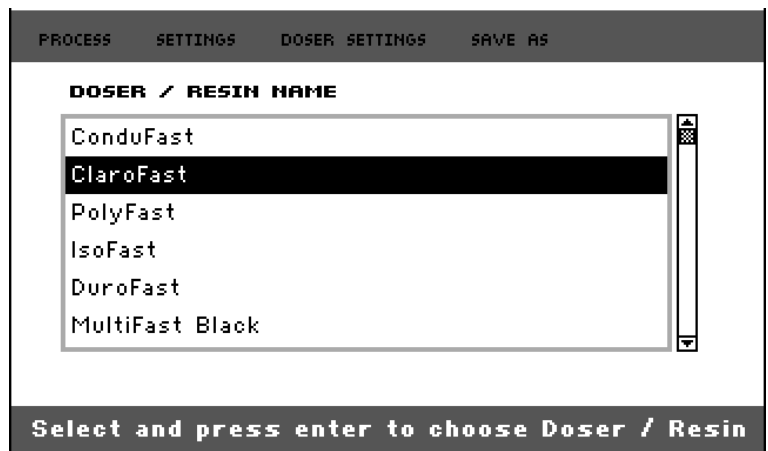 PROCESS SETTINGS DOSER SETTINGS SAVE AS
DOSER / RESIN NAME
ConduFast
ClaroFast
PolyFast
IsoFast
DuroFast
MultiFast Black
Select and press enter to choose Doser / Resin